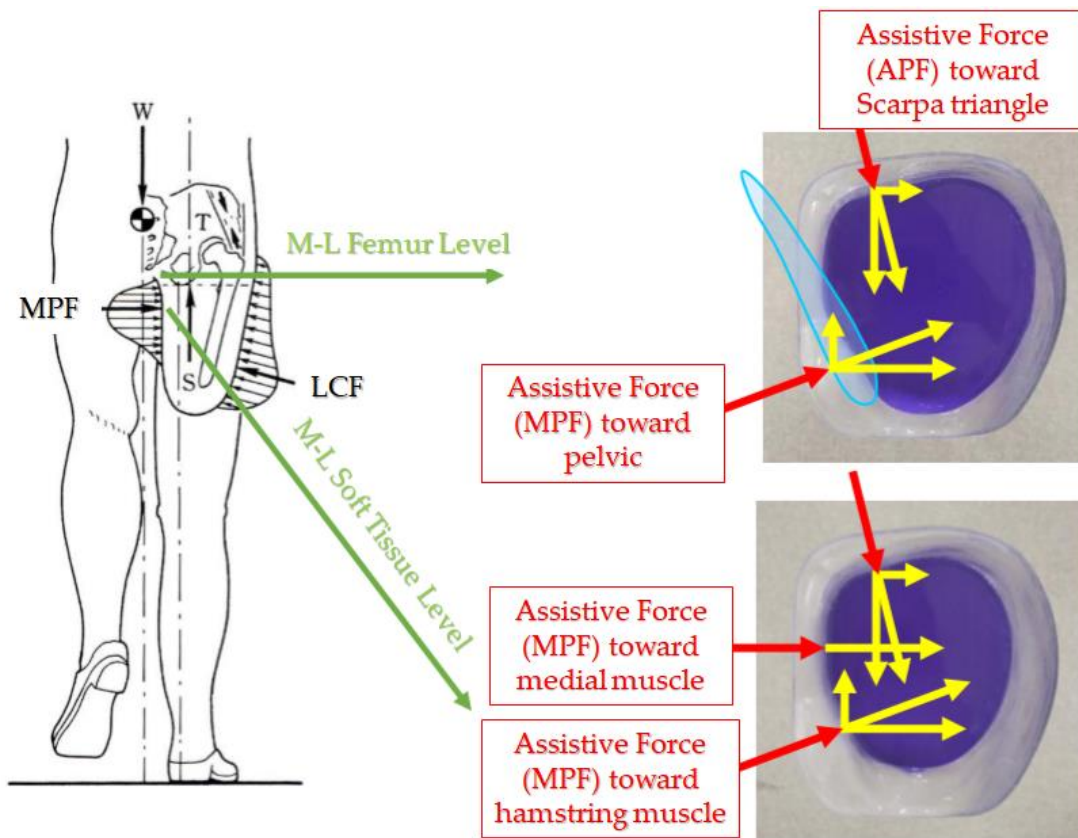 W
T
M-L Femur Level
MPF
S
LCF
M-L Soft Tissue Level
Assistive Force
(APF) toward
Scarpa triangle
Assistive Force
(MPF) toward
pelvic
Assistive Force
(MPF) toward
medial muscle
Assistive Force
(MPF) toward
hamstring muscle